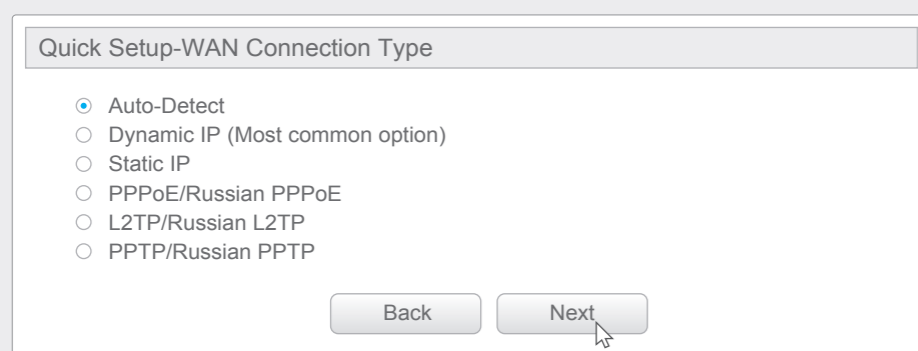 Quick Setup-WAN Connection Type
Auto-Detect
Dynamic IP (Most common option)
Static IP
PPPoE/Russian PPPoE
L2TP/Russian L2TP
PPTP/Russian PPTP
Back
Next